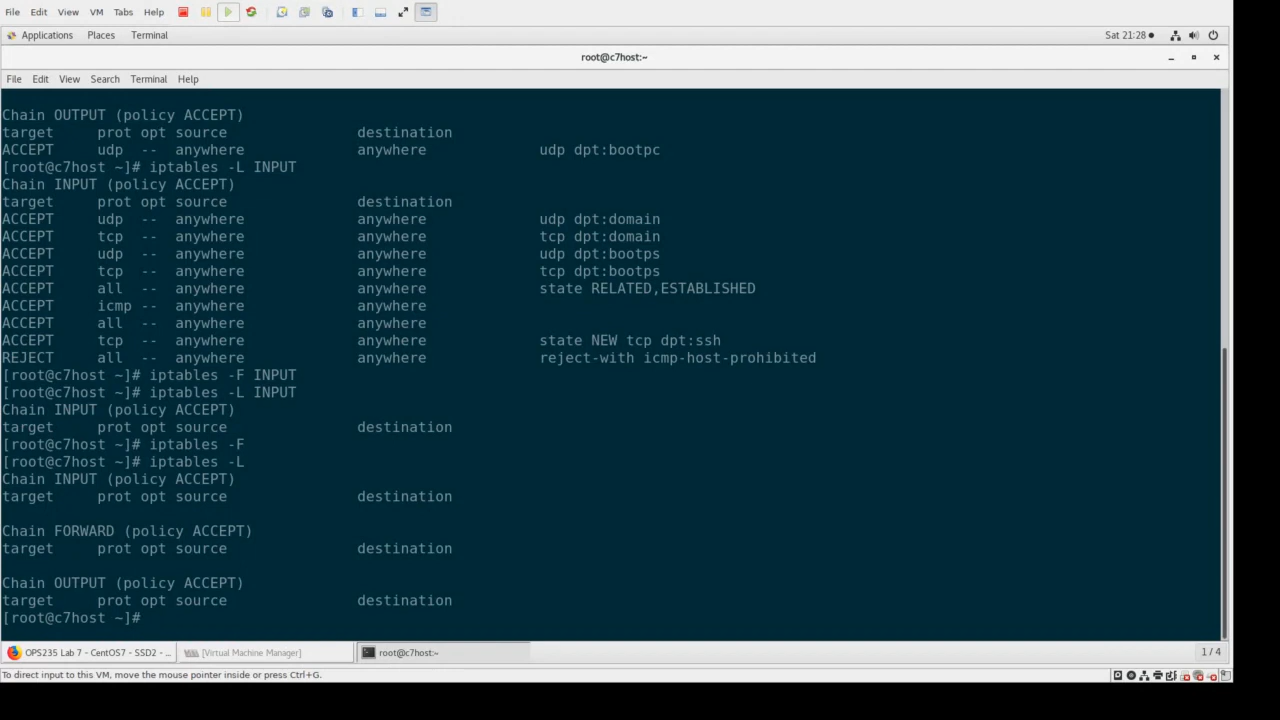 File Edit View VM Tabs Help
Applications Places Terminal Sat 21:28
root@c7host:~
File Edit View Search Terminal Help
Chain OUTPUT (policy ACCEPT)
target     prot opt source               destination
ACCEPT     udp  --  anywhere             anywhere             udp dpt:bootpc
[root@c7host ~]# iptables -L INPUT
Chain INPUT (policy ACCEPT)
target     prot opt source               destination
ACCEPT     udp  --  anywhere             anywhere             udp dpt:domain
ACCEPT     tcp  --  anywhere             anywhere             tcp dpt:domain
ACCEPT     udp  --  anywhere             anywhere             udp dpt:bootps
ACCEPT     tcp  --  anywhere             anywhere             tcp dpt:bootps
ACCEPT     all  --  anywhere             anywhere             state RELATED,ESTABLISHED
ACCEPT     icmp --  anywhere             anywhere
ACCEPT     all  --  anywhere             anywhere
ACCEPT     tcp  --  anywhere             anywhere             state NEW tcp dpt:ssh
REJECT     all  --  anywhere             anywhere             reject-with icmp-host-prohibited
[root@c7host ~]# iptables -F INPUT
[root@c7host ~]# iptables -L INPUT
Chain INPUT (policy ACCEPT)
target     prot opt source               destination
[root@c7host ~]# iptables -F
[root@c7host ~]# iptables -L
Chain INPUT (policy ACCEPT)
target     prot opt source               destination
Chain FORWARD (policy ACCEPT)
target     prot opt source               destination
Chain OUTPUT (policy ACCEPT)
target     prot opt source               destination
[root@c7host ~]#
OPS235 Lab 7 - CentOS7 - SSD2 - ... [Virtual Machine Manager] root@c7host:~ 1 / 4
To direct input to this VM, move the mouse pointer inside or press Ctrl+G.